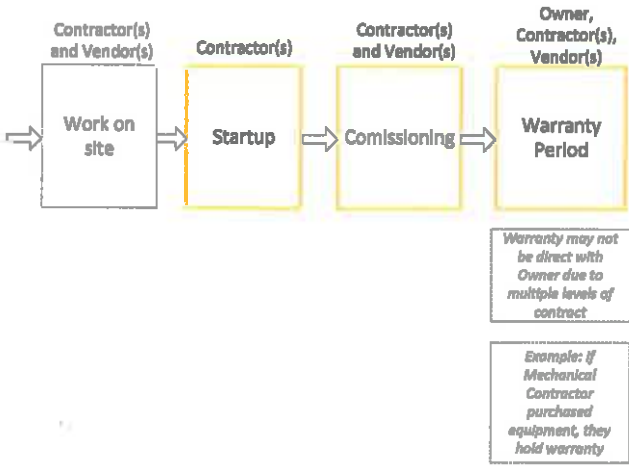 Contractor(s)
and Vendor(s)
Contractor(s)
Contractor(s)
and Vendor(s)
Owner,
Contractor(s),
Vendor(s)
Work on
site
Startup
Comissioning
Warranty
Period
Warranty may not
be direct with
Owner due to
multiple levels of
contract
Example: if
Mechanical
Contractor
purchased
equipment, they
hold warranty